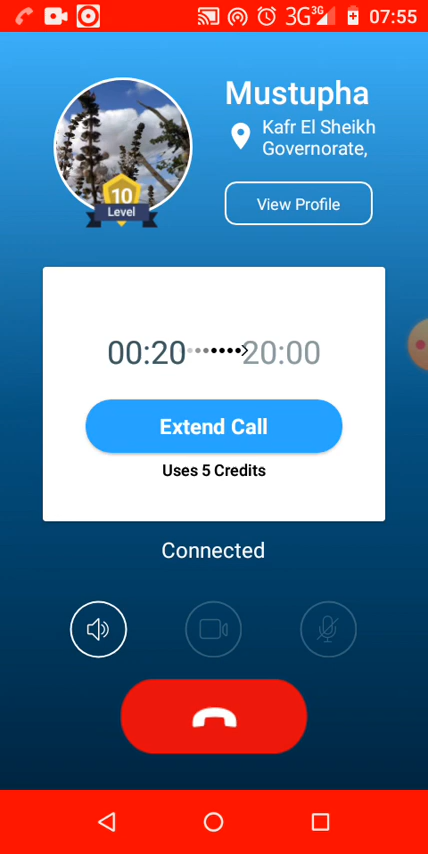 3G 3G 07:55
Mustupha
Kafr El Sheikh
Governorate,
10
Level
View Profile
00:20 20:00
Extend Call
Uses 5 Credits
Connected